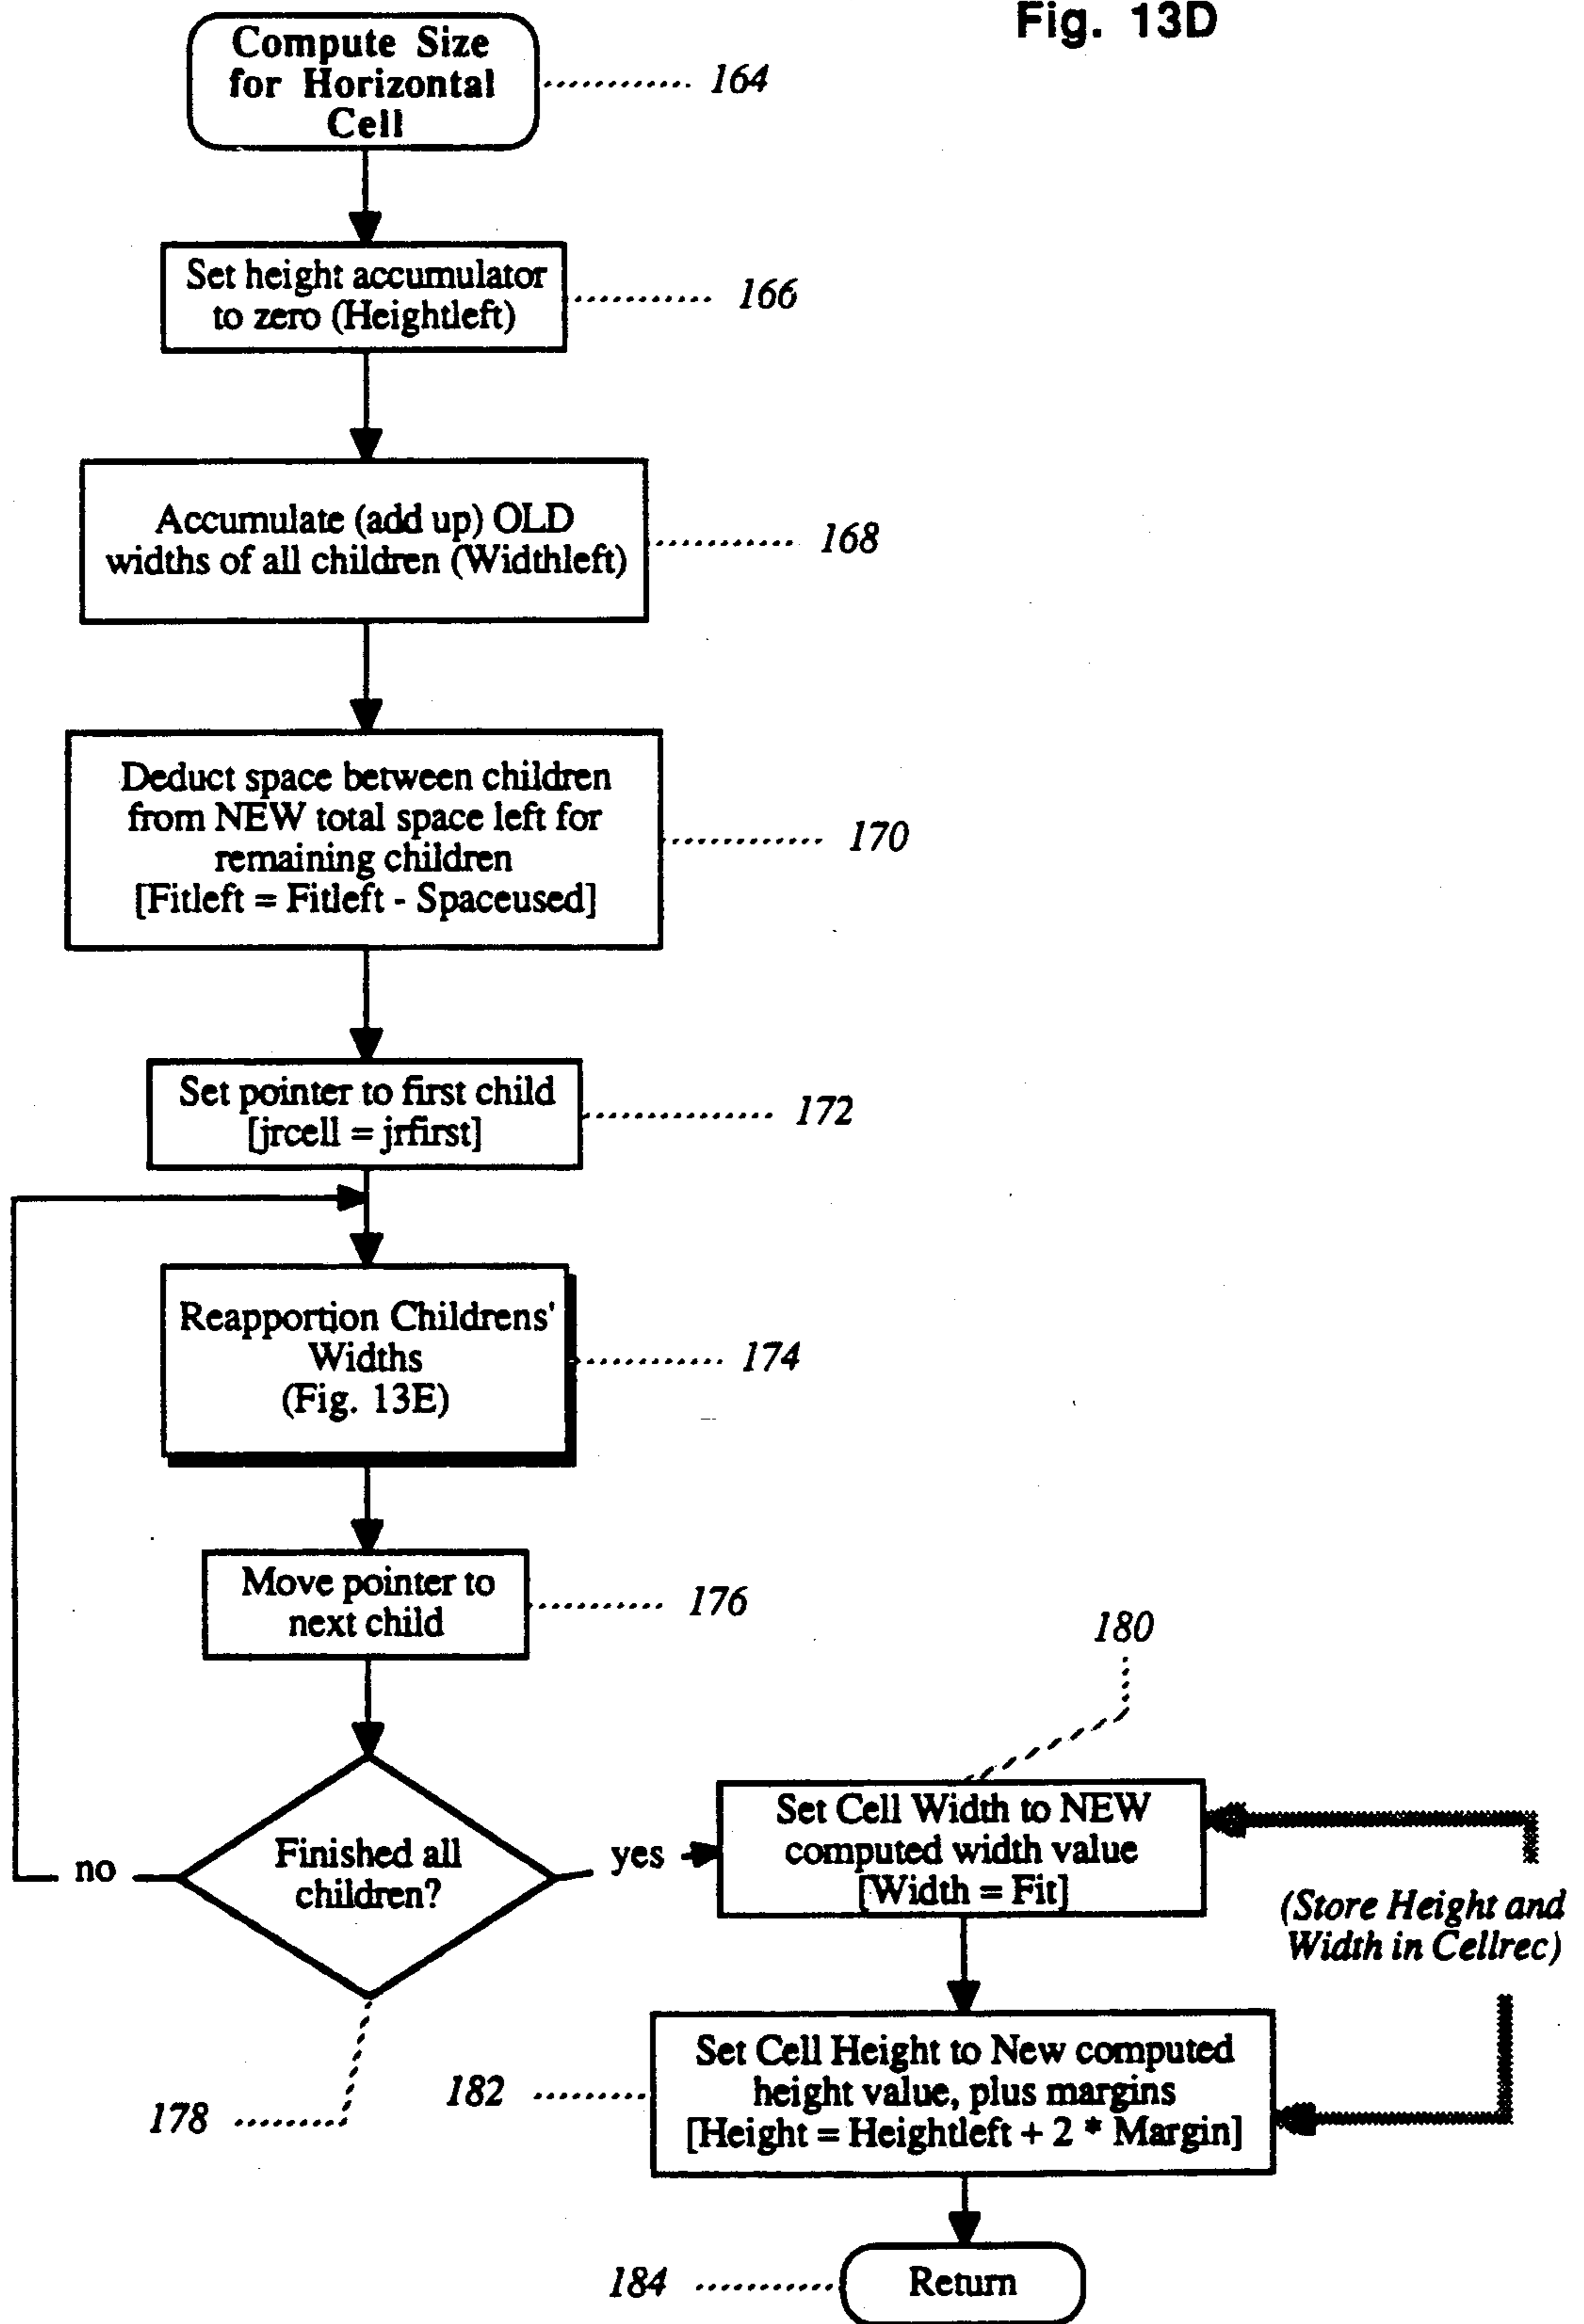 Fig. 13D
Compute Size
for Horizontal
Cell
164
Set height accumulator
to zero (Heightleft)
166
Accumulate (add up) OLD
widths of all children (Widthleft)
168
Deduct space between children
from NEW total space left for
remaining children
[Fitleft = Fitleft - Spaceused]
170
Set pointer to first child
[jrcell = jrfirst]
172
Reapportion Childrens'
Widths
(Fig. 13E)
174
Move pointer to
next child
176
180
Finished all
children?
no
yes
178
Set Cell Width to NEW
computed width value
[Width = Fit]
(Store Height and
Width in Cellrec)
182
Set Cell Height to New computed
height value, plus margins
[Height = Heightleft + 2 * Margin]
184
Return